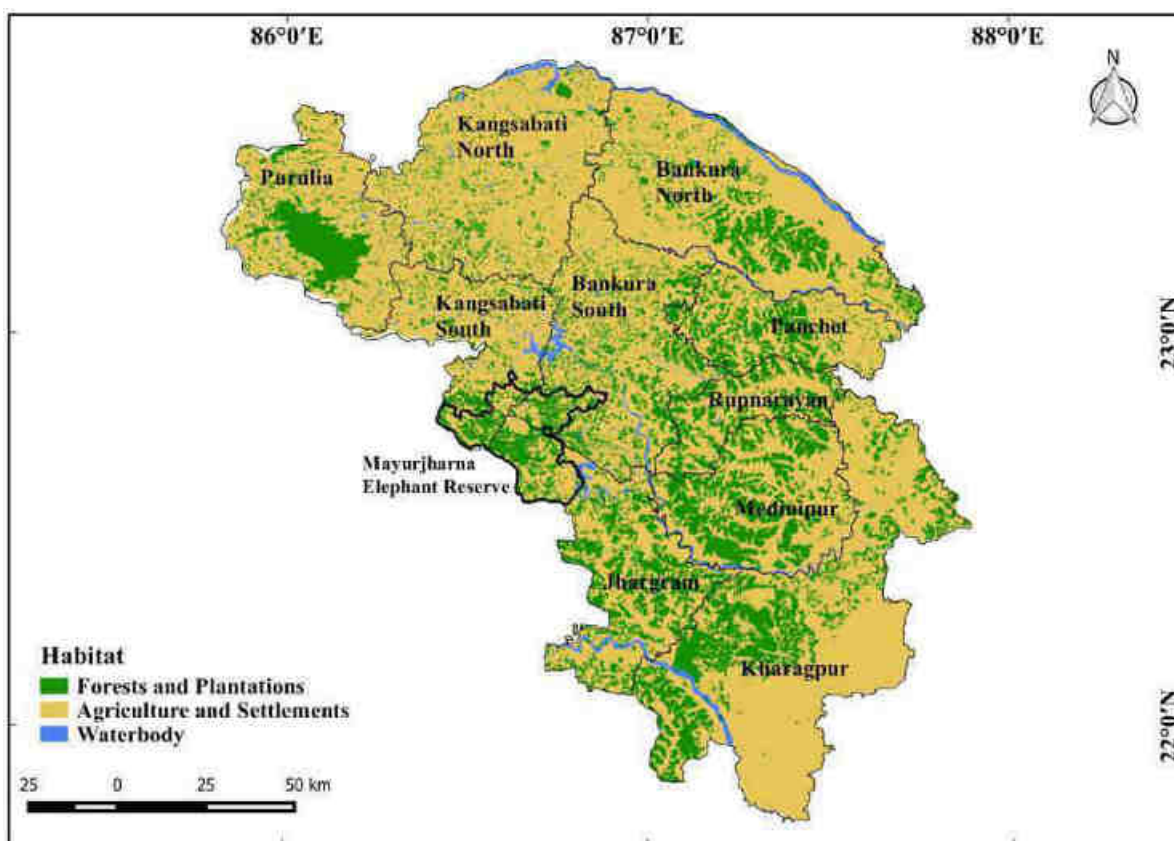 86°0′E
87°0′E
88°0′E
N
Kangsabati
North
Purulia
Bankura
North
Kangsabati
South
Bankura
South
Panchet
23°0′N
Rupnarayan
Mayurjharna
Elephant Reserve
Medinipur
Jhargram
Kharagpur
22°0′N
Habitat
Forests and Plantations
Agriculture and Settlements
Waterbody
25 0 25 50 km